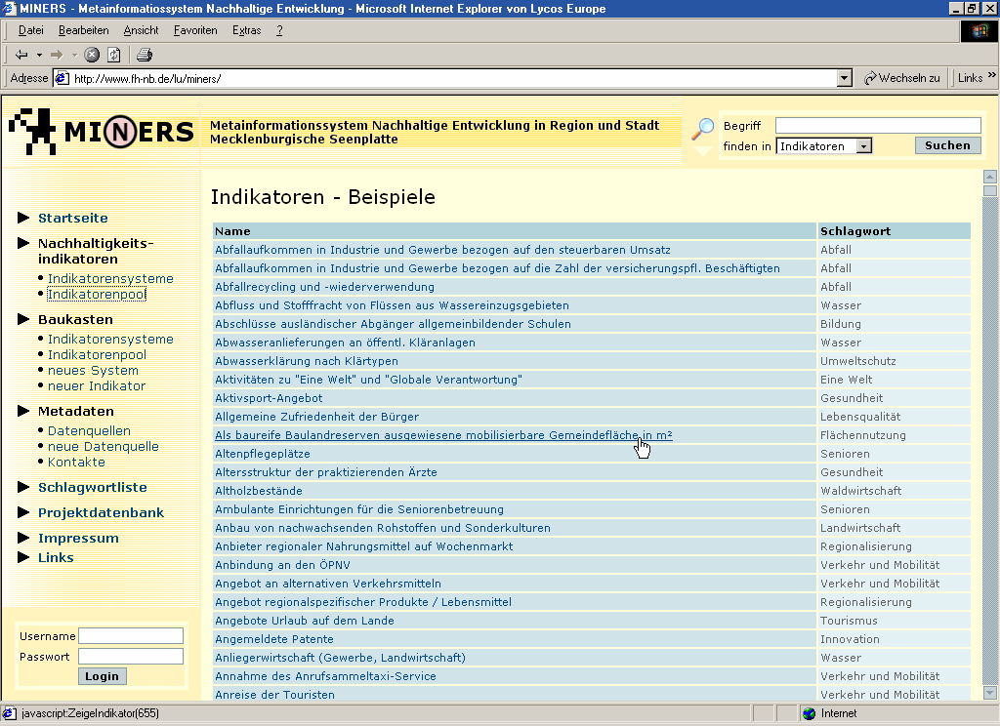 MINERS - Metainformatiossystem Nachhaltige Entwicklung - Microsoft Internet Explorer von Lycos Europe
Datei Bearbeiten Ansicht Favoriten Extras ?
Adresse http://www.fh-nb.de/lu/miners/ Wechseln zu Links »
MINERS
Metainformationssystem Nachhaltige Entwicklung in Region und Stadt
Mecklenburgische Seenplatte
Begriff
finden in Indikatoren Suchen
Startseite
Nachhaltigkeits-
indikatoren
Indikatorensysteme
Indikatorenpool
Baukasten
Indikatorensysteme
Indikatorenpool
neues System
neuer Indikator
Metadaten
Datenquellen
neue Datenquelle
Kontakte
Schlagwortliste
Projektdatenbank
Impressum
Links
Username
Passwort
Login
Indikatoren - Beispiele
Name Schlagwort
Abfallaufkommen in Industrie und Gewerbe bezogen auf den steuerbaren Umsatz Abfall
Abfallaufkommen in Industrie und Gewerbe bezogen auf die Zahl der versicherungspfl. Beschäftigten Abfall
Abfallrecycling und -wiederverwendung Abfall
Abfluss und Stofffracht von Flüssen aus Wassereinzugsgebieten Wasser
Abschlüsse ausländischer Abgänger allgemeinbildender Schulen Bildung
Abwasseranlieferungen an öffentl. Kläranlagen Wasser
Abwasserklärung nach Klärtypen Umweltschutz
Aktivitäten zu "Eine Welt" und "Globale Verantwortung" Eine Welt
Aktivsport-Angebot Gesundheit
Allgemeine Zufriedenheit der Bürger Lebensqualität
Als baureife Baulandreserven ausgewiesene mobilisierbare Gemeindefläche in m² Flächennutzung
Altenpflegeplätze Senioren
Altersstruktur der praktizierenden Ärzte Gesundheit
Altholzbestände Waldwirtschaft
Ambulante Einrichtungen für die Seniorenbetreuung Senioren
Anbau von nachwachsenden Rohstoffen und Sonderkulturen Landwirtschaft
Anbieter regionaler Nahrungsmittel auf Wochenmarkt Regionalisierung
Anbindung an den ÖPNV Verkehr und Mobilität
Angebot an alternativen Verkehrsmitteln Verkehr und Mobilität
Angebot regionalspezifischer Produkte / Lebensmittel Regionalisierung
Angebote Urlaub auf dem Lande Tourismus
Angemeldete Patente Innovation
Anliegerwirtschaft (Gewerbe, Landwirtschaft) Wasser
Annahme des Anrufsammeltaxi-Service Verkehr und Mobilität
Anreise der Touristen Verkehr und Mobilität
javascript:ZeigeIndikator(655) Internet